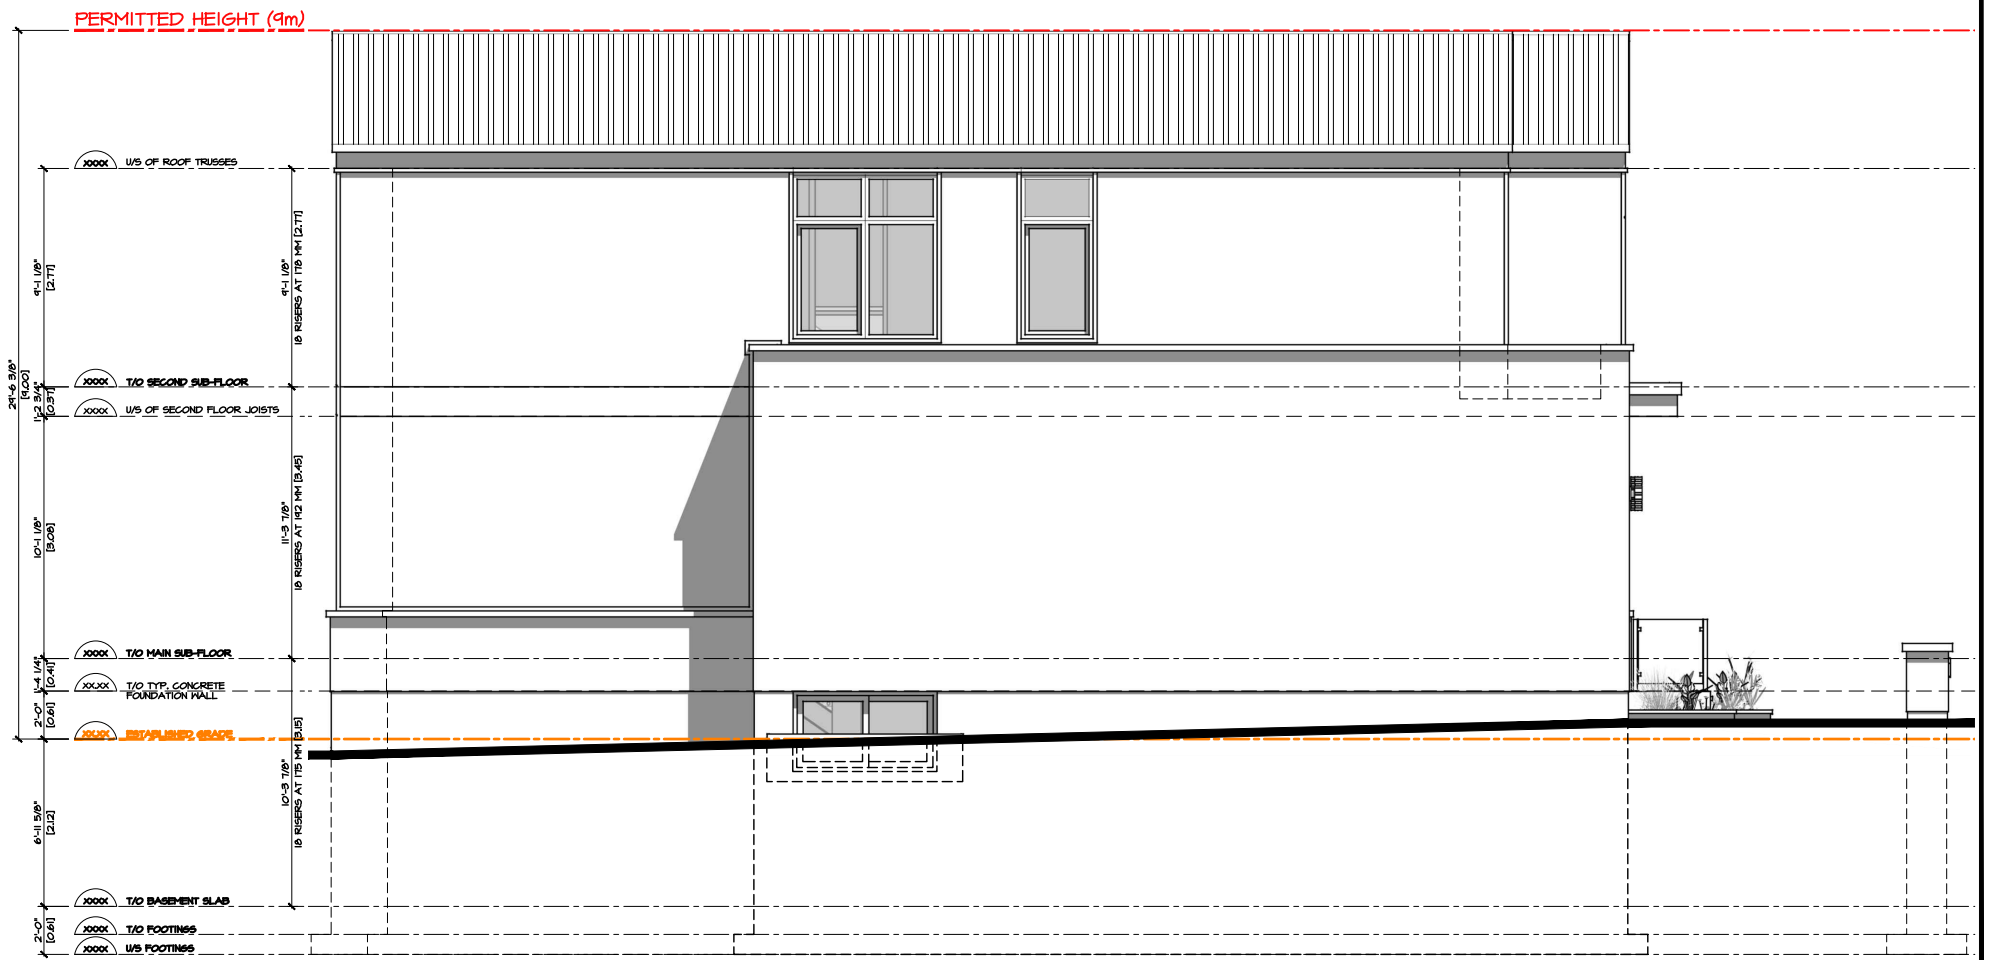 PERMITTED HEIGHT (9m)
XXXX U/S OF ROOF TRUSSES
XXXX T/O SECOND SUB-FLOOR
XXXX U/S OF SECOND FLOOR JOISTS
XXXX T/O MAIN SUB-FLOOR
XX.XX T/O TYP. CONCRETE
FOUNDATION WALL
XX.XX ESTABLISHED GRADE
XXXX T/O BASEMENT SLAB
XXXX T/O FOOTINGS
XXXX U/S FOOTINGS
29'-6 3/8"
[9.00]
9'-1 1/8"
[2.77]
1'-2 3/4"
[0.37]
10'-1 1/8"
[3.08]
1'-4 1/4"
[0.41]
2'-0"
[0.61]
6'-11 5/8"
[2.12]
2'-0"
[0.61]
9'-1 1/8"
18 RISERS AT 178 MM [2.77]
11'-3 7/8"
18 RISERS AT 192 MM [3.45]
10'-3 7/8"
18 RISERS AT 175 MM [3.15]